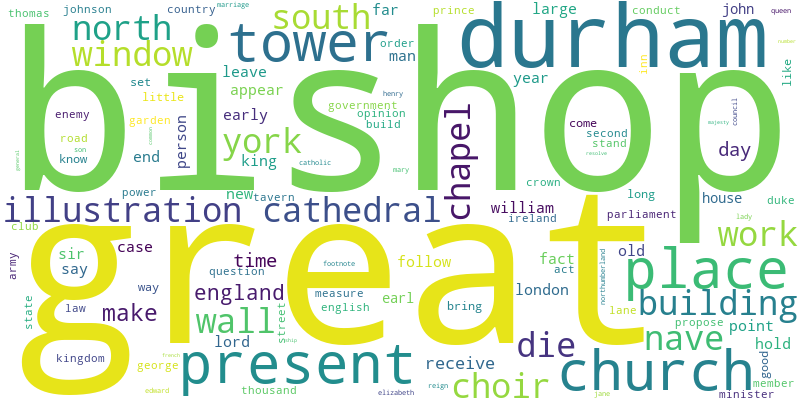 thomas johnson country marriage prince large conduct john queen
north south far number
window tower order man durham
bishop
set leave appear year inn like
enemy little garden early government opinion build henry
road person chapel come council majesty
know son common end york king catholic second stand resolve day
general mary
power new tavern crown long house duke
illustration cathedral william ireland parliament lady
club great work
army case sir say time footnote follow fact act northumberland old
way question england measure english earl london place
state law make wall street bring lane building
kingdom lord pitt propose point
french present die nave hold
george receive church good
edward thousand elizabeth reign choir jane minister member